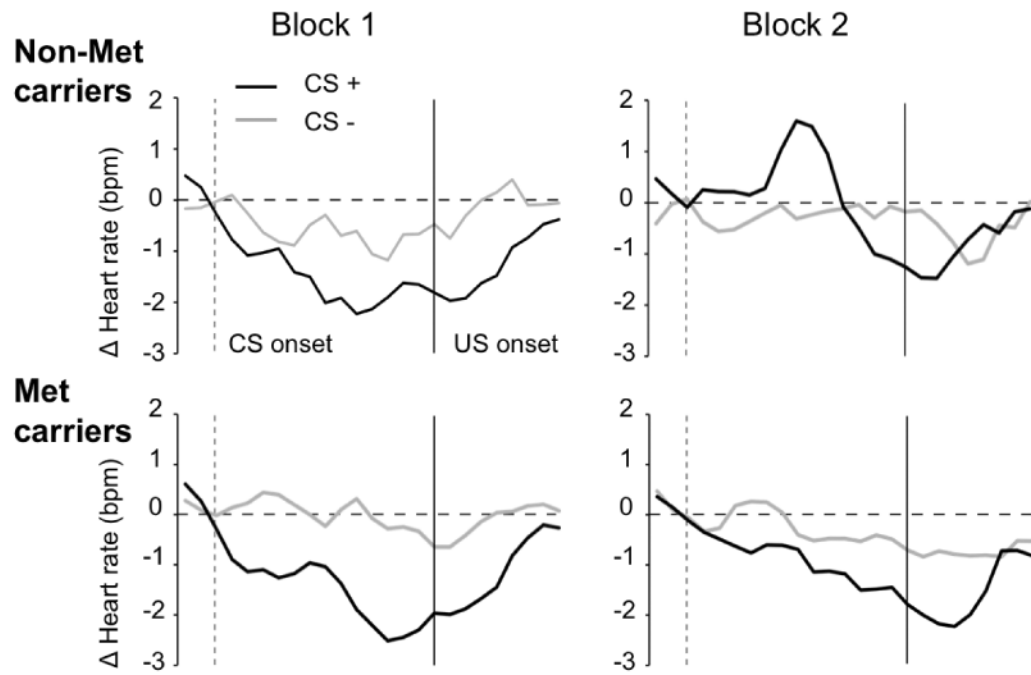 Block 1
Block 2
Non-Met
carriers
CS +
CS -
Δ Heart rate (bpm)
2
1
0
-1
-2
-3
CS onset
US onset
2
1
0
-1
-2
-3
Met
carriers
Δ Heart rate (bpm)
2
1
0
-1
-2
-3
2
1
0
-1
-2
-3